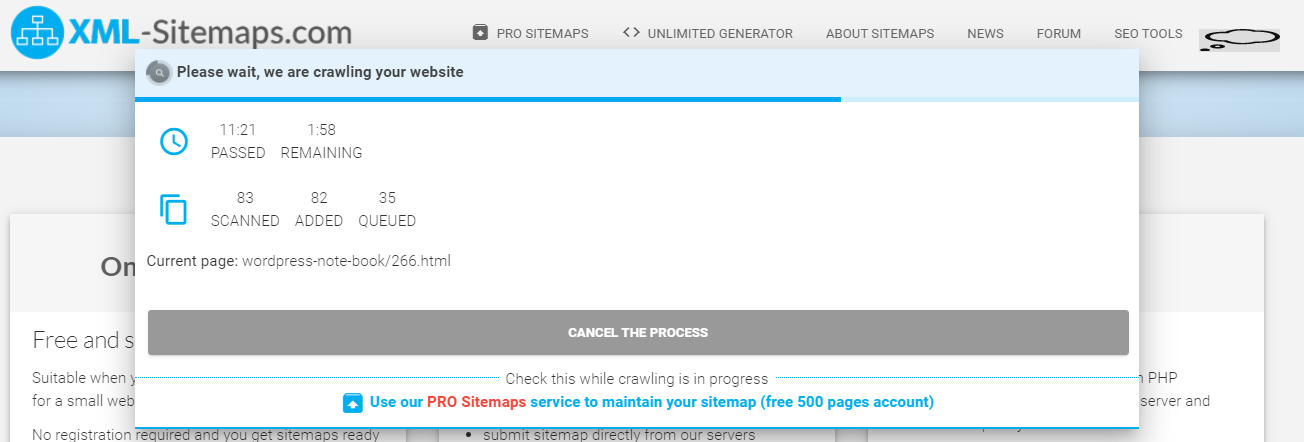 XML-Sitemaps.com
PRO SITEMAPS
UNLIMITED GENERATOR
ABOUT SITEMAPS
NEWS
FORUM
SEO TOOLS
Please wait, we are crawling your website
11:21 1:58
PASSED REMAINING
83 82 35
SCANNED ADDED QUEUED
Current page: wordpress-note-book/266.html
CANCEL THE PROCESS
Check this while crawling is in progress
Use our PRO Sitemaps service to maintain your sitemap (free 500 pages account)
Free and
Suitable when
for a small
No registration required and you get sitemaps ready
submit sitemap directly from our servers
PHP
server and